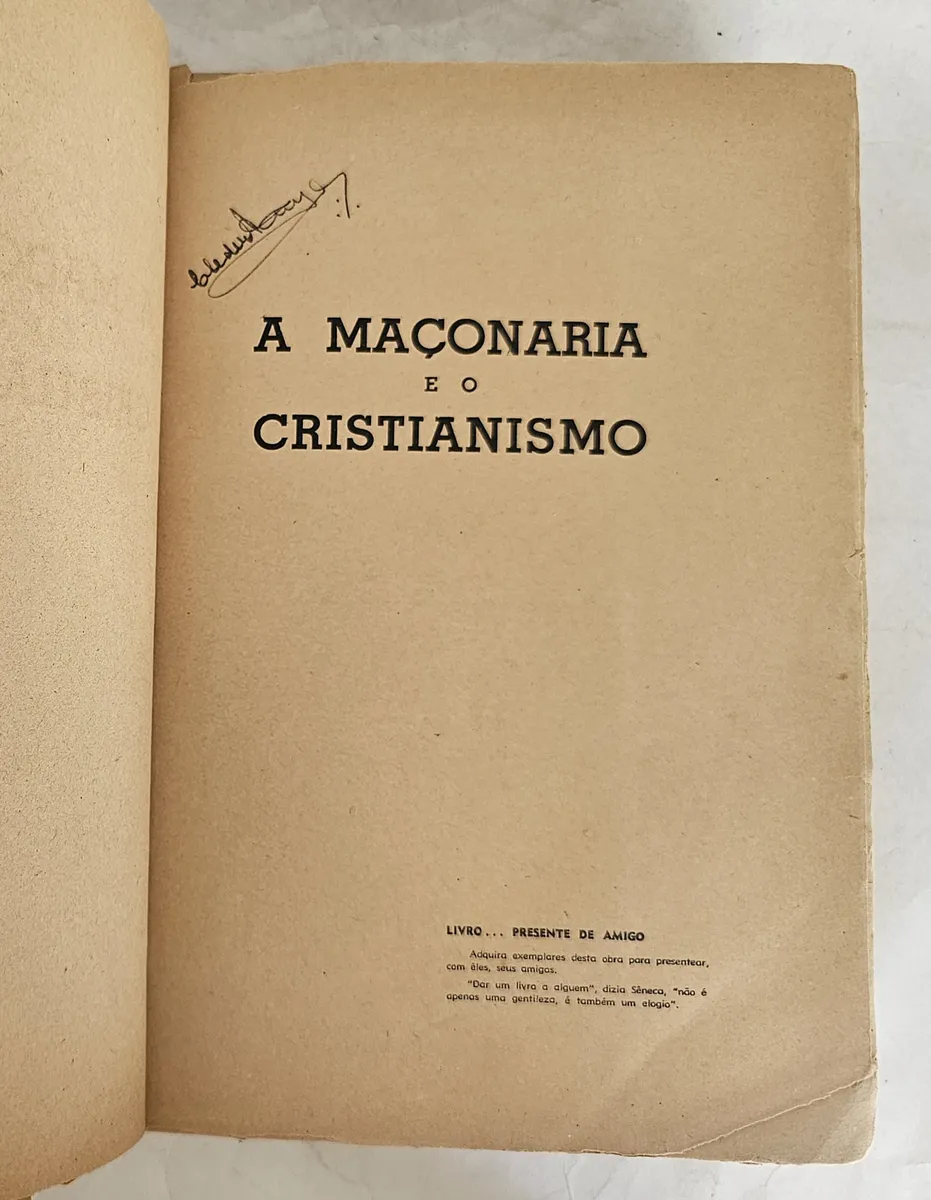 A MAÇONARIA
E O
CRISTIANISMO
LIVRO... PRESENTE DE AMIGO
Adquira exemplares desta obra para presentear,
com êles, seus amigos.
"Dar um livro a alguem", dizia Sêneca, "não é
apenas uma gentileza, é também um elogio".